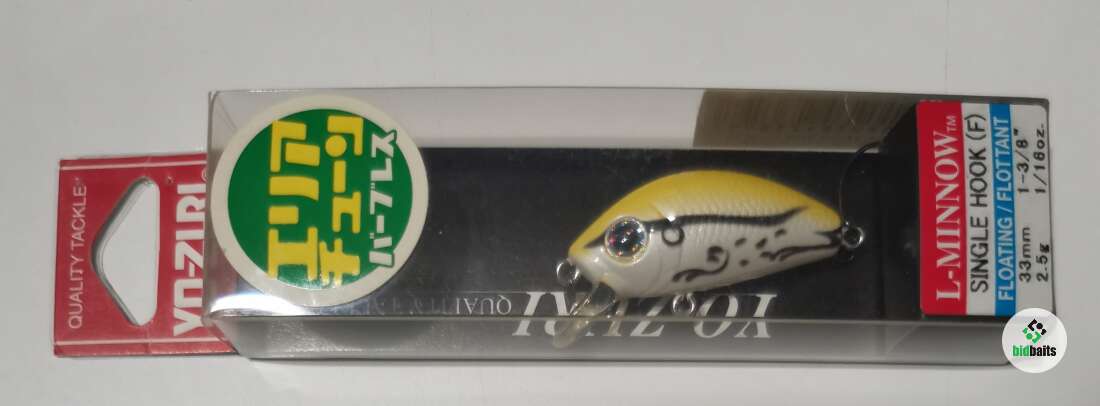 QUALITY TACKLE
YO-ZURI®
エリア
チューン
バーブレス
YO-ZURI
QUALITY
L-MINNOW™
SINGLE HOOK (F)
FLOATING / FLOTTANT
33mm 1-3/8"
2.5g 1/16oz.
bidbaits